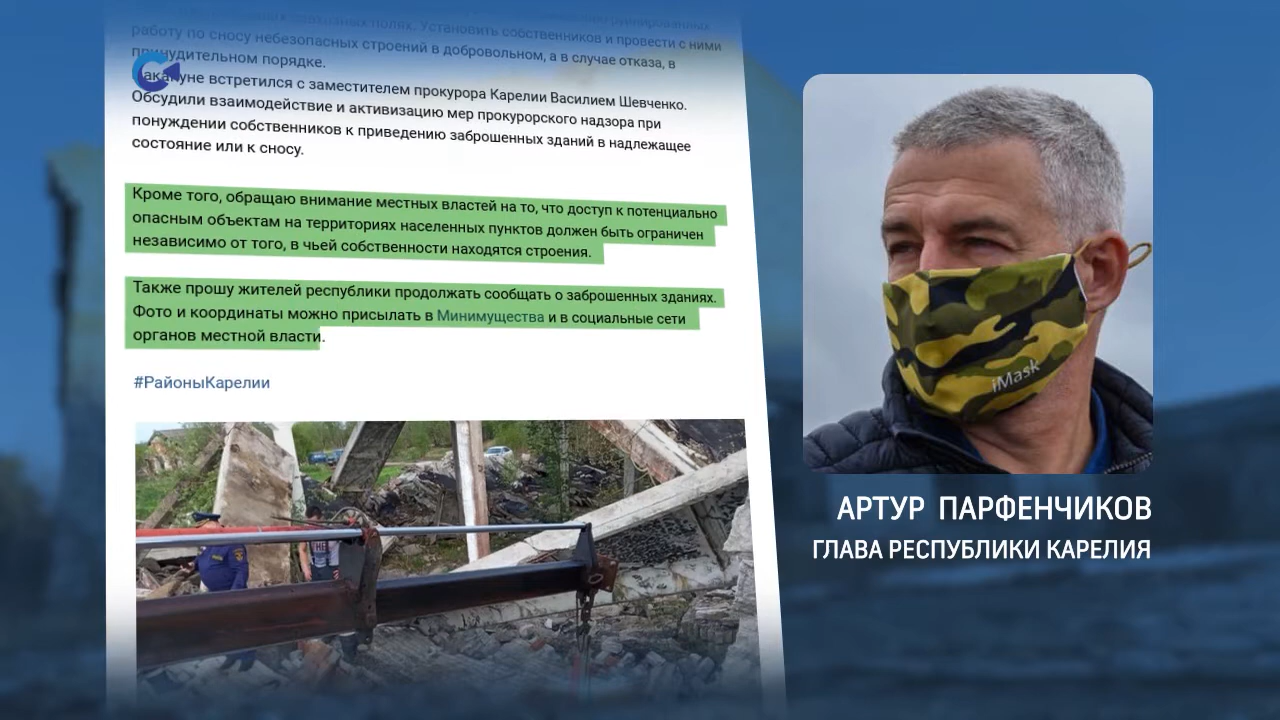 установить собственников и провести с ними
работу по сносу небезопасных строений в добровольном, а в случае отказа, в
принудительном порядке.
Накануне встретился с заместителем прокурора Карелии Василием Шевченко.
Обсудили взаимодействие и активизацию мер прокурорского надзора при
понуждении собственников к приведению заброшенных зданий в надлежащее
состояние или к сносу.
Кроме того, обращаю внимание местных властей на то, что доступ к потенциально
опасным объектам на территориях населенных пунктов должен быть ограничен
независимо от того, в чьей собственности находятся строения.
Также прошу жителей республики продолжать сообщать о заброшенных зданиях.
Фото и координаты можно присылать в Минимущества и в социальные сети
органов местной власти.
#РайоныКарелии
iMask
АРТУР ПАРФЕНЧИКОВ
ГЛАВА РЕСПУБЛИКИ КАРЕЛИЯ